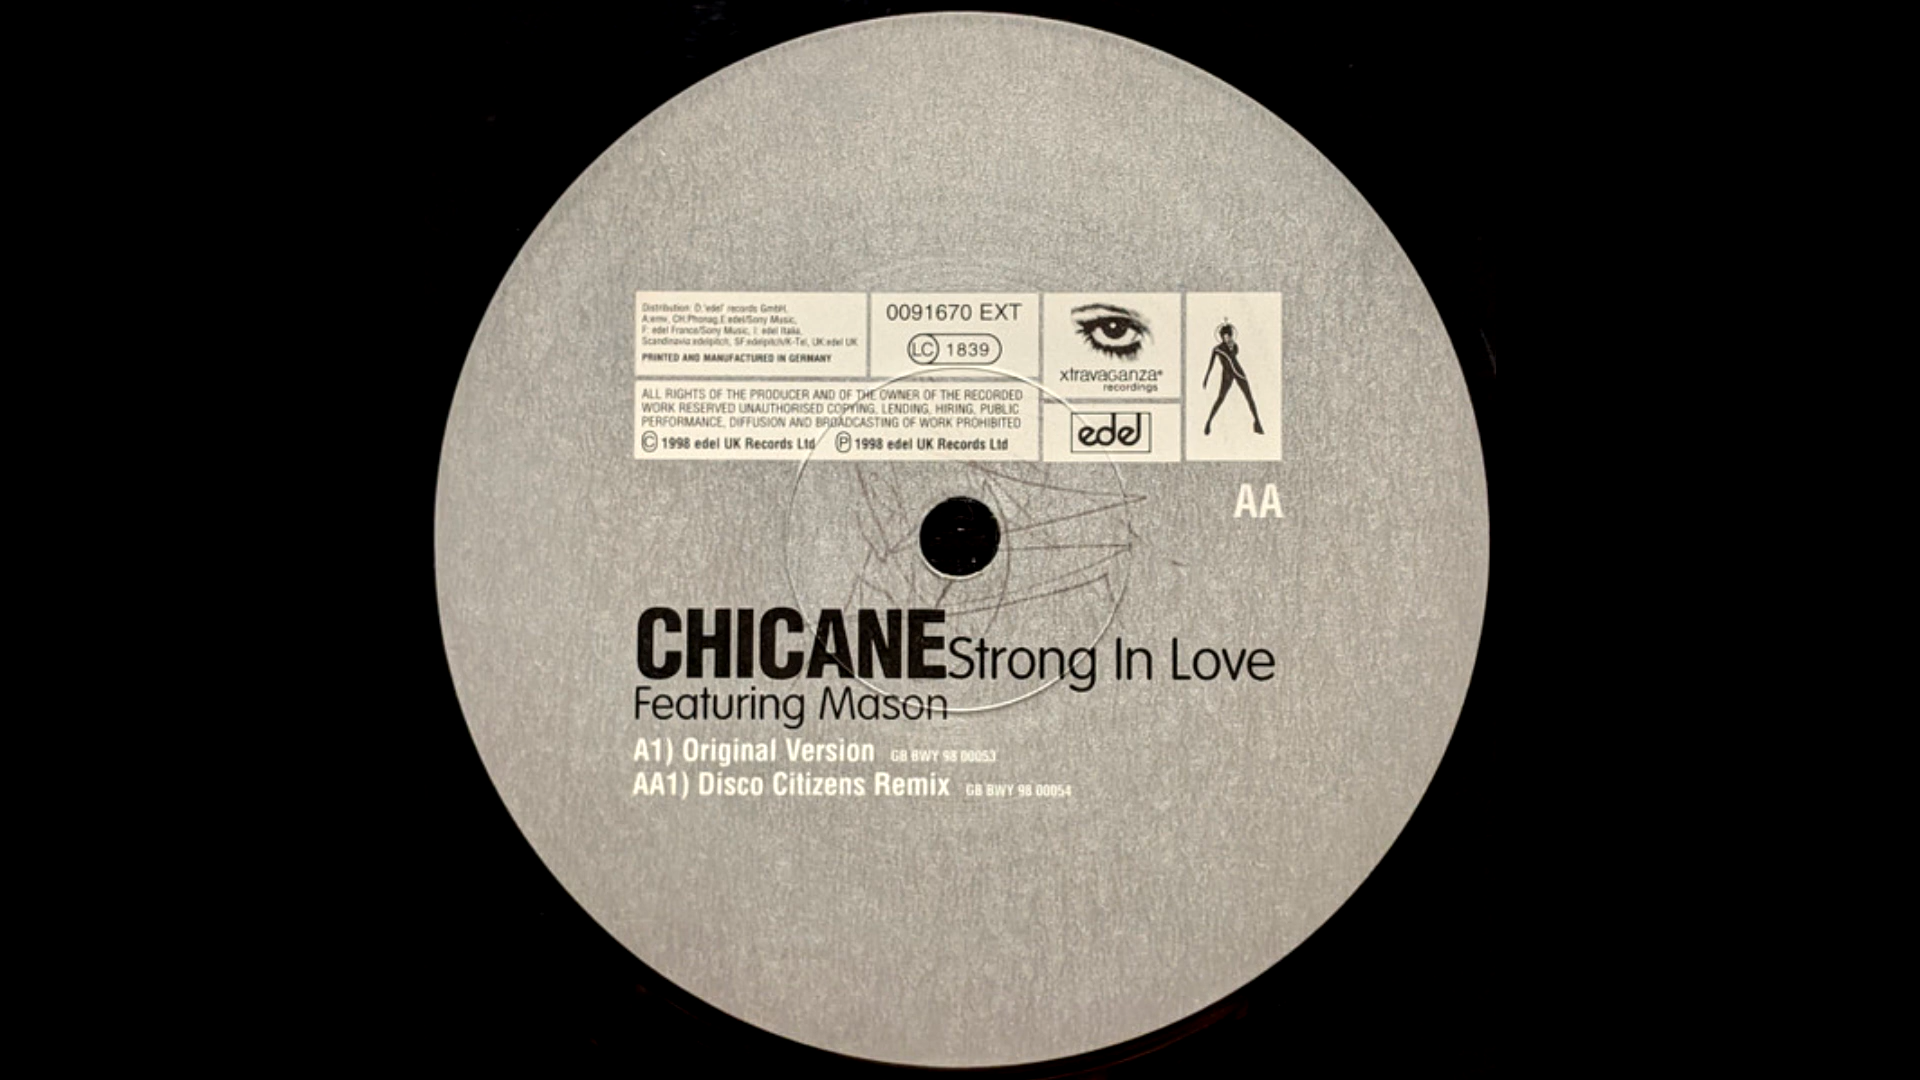 Distribution: D.'edel' records GmbH,
A:emv, CH:Phonag, E:edel/Sony Music,
F: edel France/Sony Music, I: edel Italia,
Scandinavia:edelpitch, SF:edelpitch/K-Tel, UK:edel UK
PRINTED AND MANUFACTURED IN GERMANY
0091670 EXT
LC 1839
ALL RIGHTS OF THE PRODUCER AND OF THE OWNER OF THE RECORDED
WORK RESERVED UNAUTHORISED COPYING, LENDING, HIRING, PUBLIC
PERFORMANCE, DIFFUSION AND BROADCASTING OF WORK PROHIBITED
© 1998 edel UK Records Ltd ℗ 1998 edel UK Records Ltd
xtravaganza
recordings
edel
AA
CHICANE Strong In Love
Featuring Mason
A1) Original Version GB BWY 98 00053
AA1) Disco Citizens Remix GB BWY 98 00054